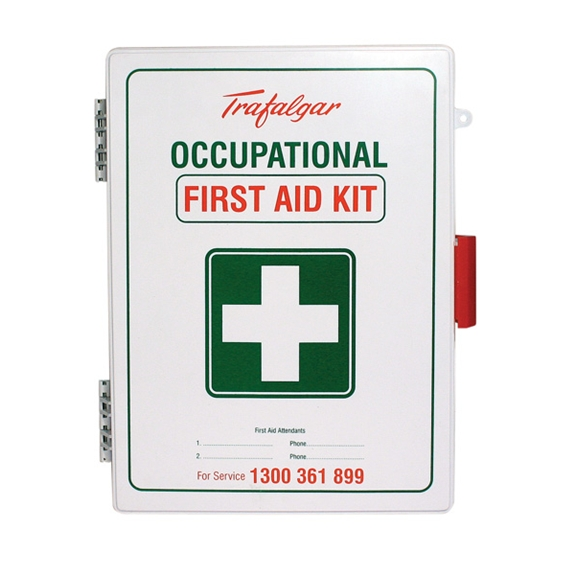 Trafalgar
OCCUPATIONAL
FIRST AID KIT
First Aid Attendants
1. Phone
2. Phone
For Service 1300 361 899